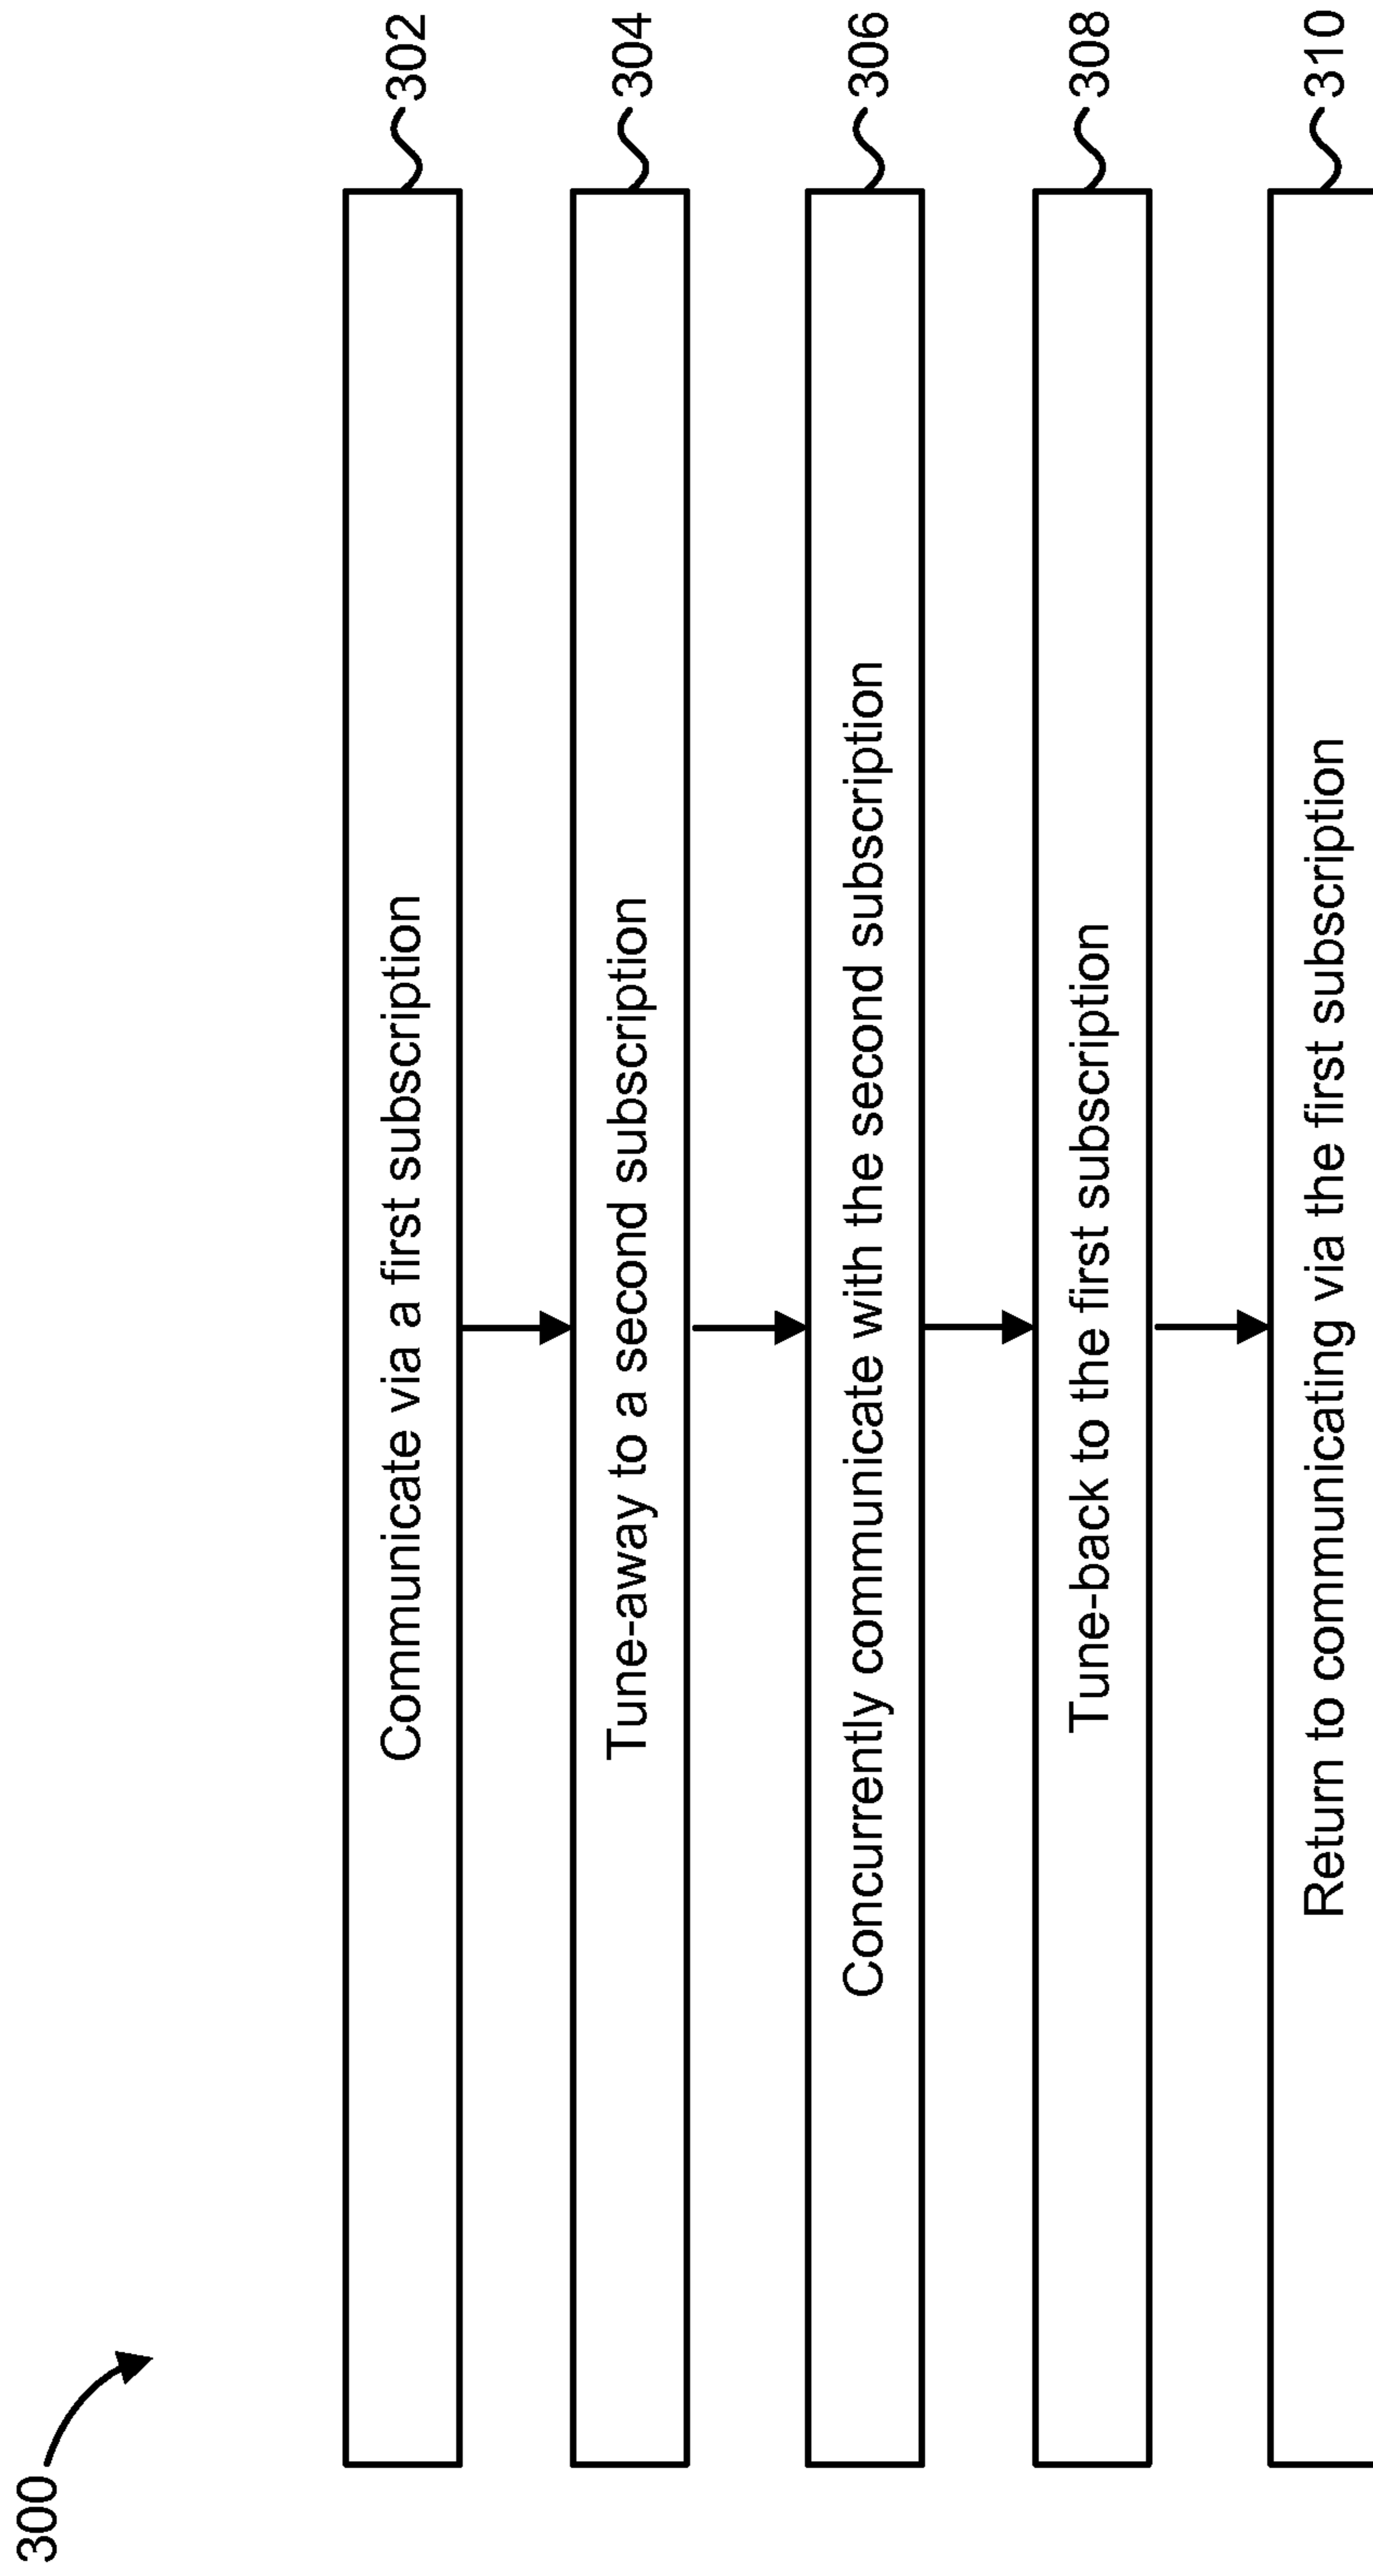 300
Communicate via a first subscription
302
Tune-away to a second subscription
304
Concurrently communicate with the second subscription
306
Tune-back to the first subscription
308
Return to communicating via the first subscription
310